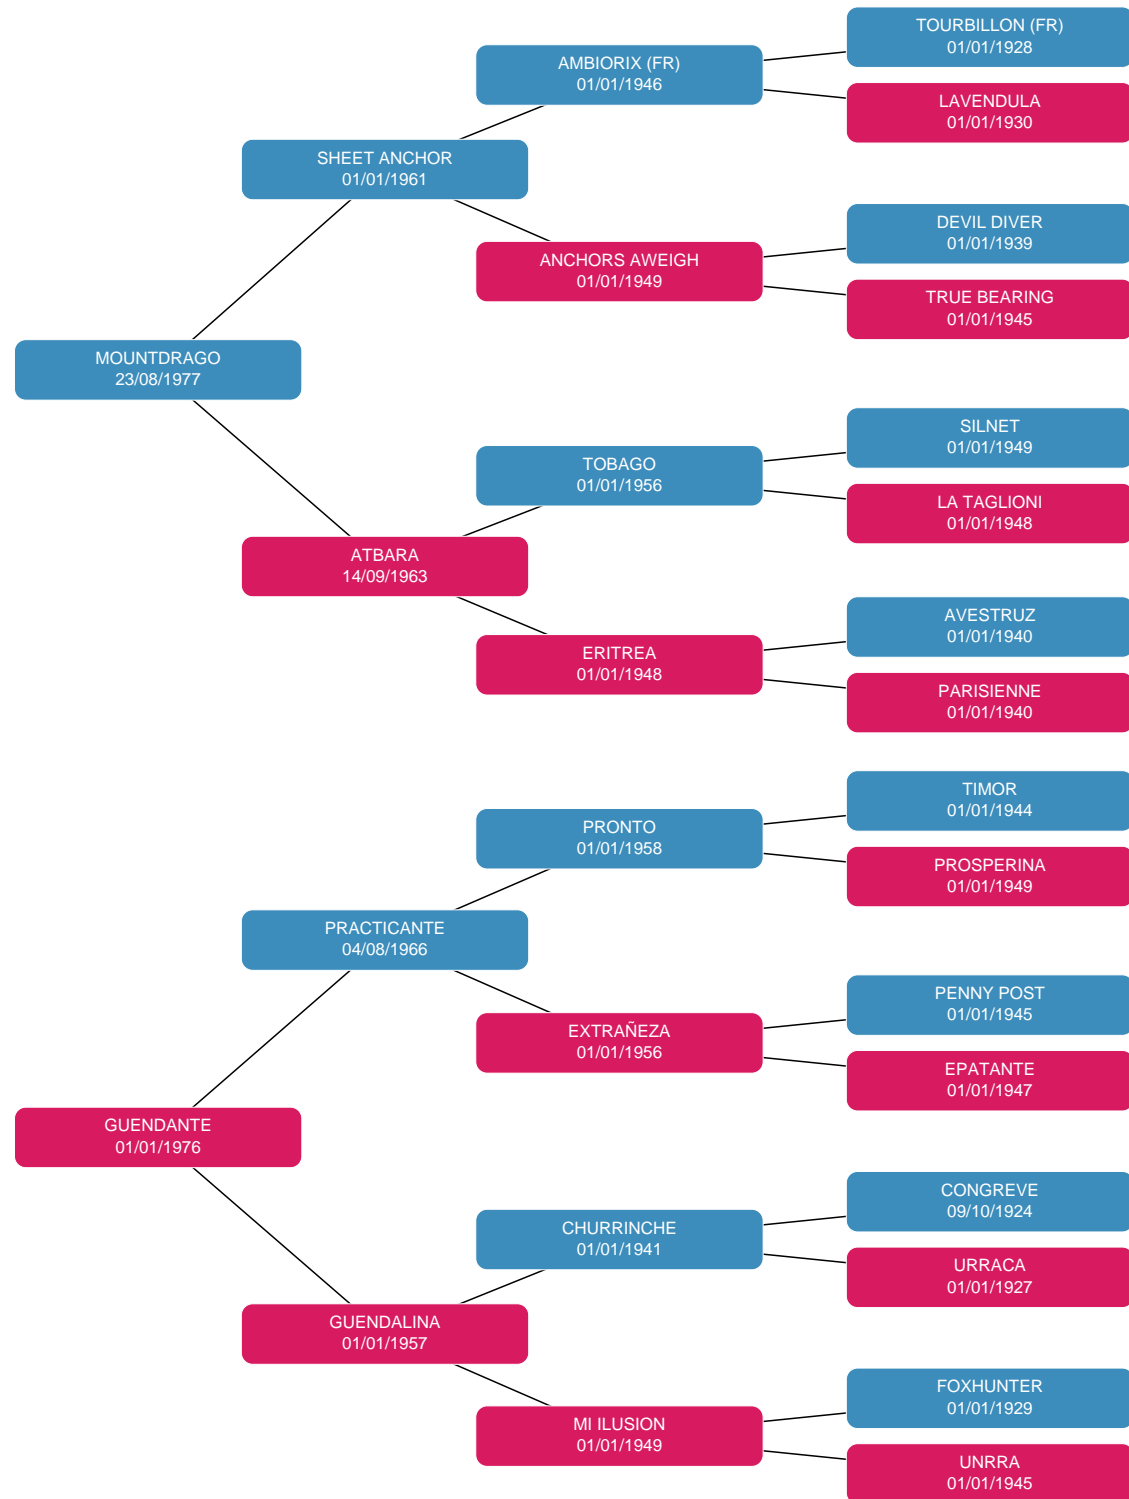 TOURBILLON (FR)
01/01/1928
AMBIORIX (FR)
01/01/1946
LAVENDULA
01/01/1930
SHEET ANCHOR
01/01/1961
DEVIL DIVER
01/01/1939
ANCHORS AWEIGH
01/01/1949
TRUE BEARING
01/01/1945
MOUNTDRAGO
23/08/1977
SILNET
01/01/1949
TOBAGO
01/01/1956
LA TAGLIONI
01/01/1948
ATBARA
14/09/1963
AVESTRUZ
01/01/1940
ERITREA
01/01/1948
PARISIENNE
01/01/1940
TIMOR
01/01/1944
PRONTO
01/01/1958
PROSPERINA
01/01/1949
PRACTICANTE
04/08/1966
PENNY POST
01/01/1945
EXTRAÑEZA
01/01/1956
EPATANTE
01/01/1947
GUENDANTE
01/01/1976
CONGREVE
09/10/1924
CHURRINCHE
01/01/1941
URRACA
01/01/1927
GUENDALINA
01/01/1957
FOXHUNTER
01/01/1929
MI ILUSION
01/01/1949
UNRRA
01/01/1945